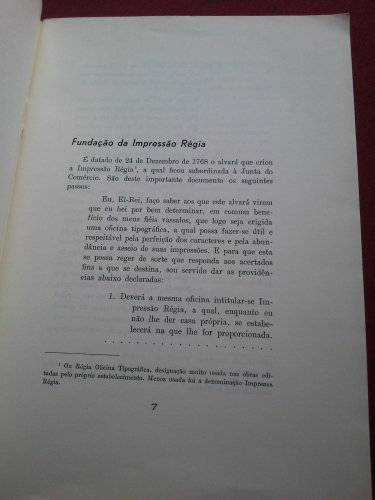 Fundação da Impressão Régia
É datado de 24 de Dezembro de 1768 o alvará que criou
a Impressão Régia¹, a qual ficou subordinada à Junta do
Comércio. São deste importante documento os seguintes
passos:
Eu, El-Rei, faço saber aos que este alvará virem
que eu hei por bem determinar, em comum bene-
fício dos meus fiéis vassalos, que logo seja erigida
uma oficina tipográfica, a qual possa fazer-se útil e
respeitável pela perfeição dos caracteres e pela abun-
dância e asseio de suas impressões. E para que esta
se possa reger de sorte que responda aos acertados
fins a que se destina, sou servido dar as providên-
cias abaixo declaradas:
1. Deverá a mesma oficina intitular-se Im-
pressão Régia, a qual, enquanto eu
não lhe der casa própria, se estabe-
lecerá na que lhe for proporcionada.
. . . . . . . . . . . . . . . . . . .
¹ Ou Régia Oficina Tipográfica, designação muito usada nas obras edi-
tadas pelo próprio estabelecimento. Menos usada foi a denominação Imprensa
Régia.
7